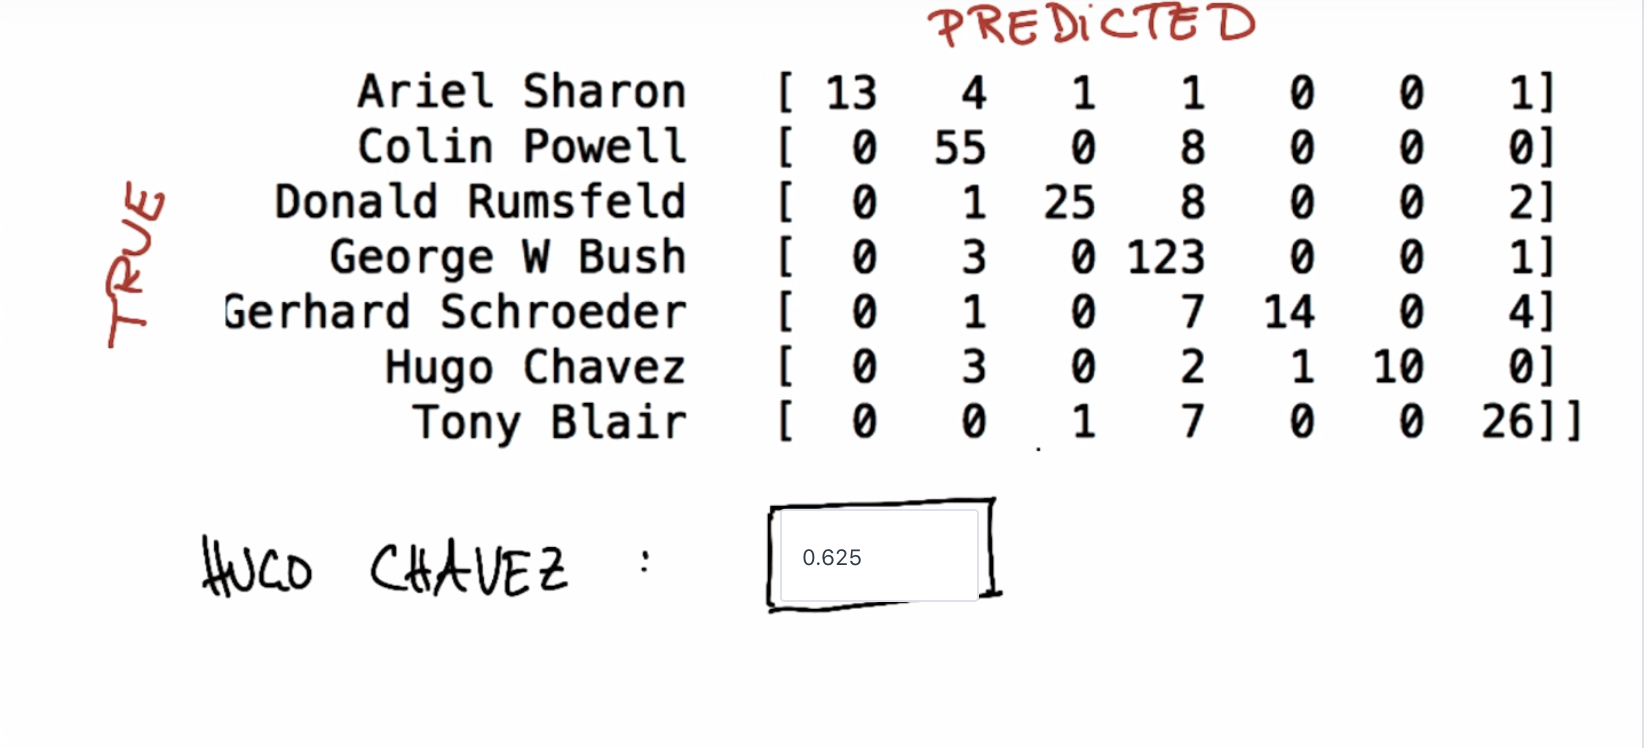 PREDiCTED
TRUE
Ariel Sharon [ 13 4 1 1 0 0 1]
Colin Powell [ 0 55 0 8 0 0 0]
Donald Rumsfeld [ 0 1 25 8 0 0 2]
George W Bush [ 0 3 0 123 0 0 1]
Gerhard Schroeder [ 0 1 0 7 14 0 4]
Hugo Chavez [ 0 3 0 2 1 10 0]
Tony Blair [ 0 0 1 7 0 0 26]]
HUGO CHAVEZ : 0.625